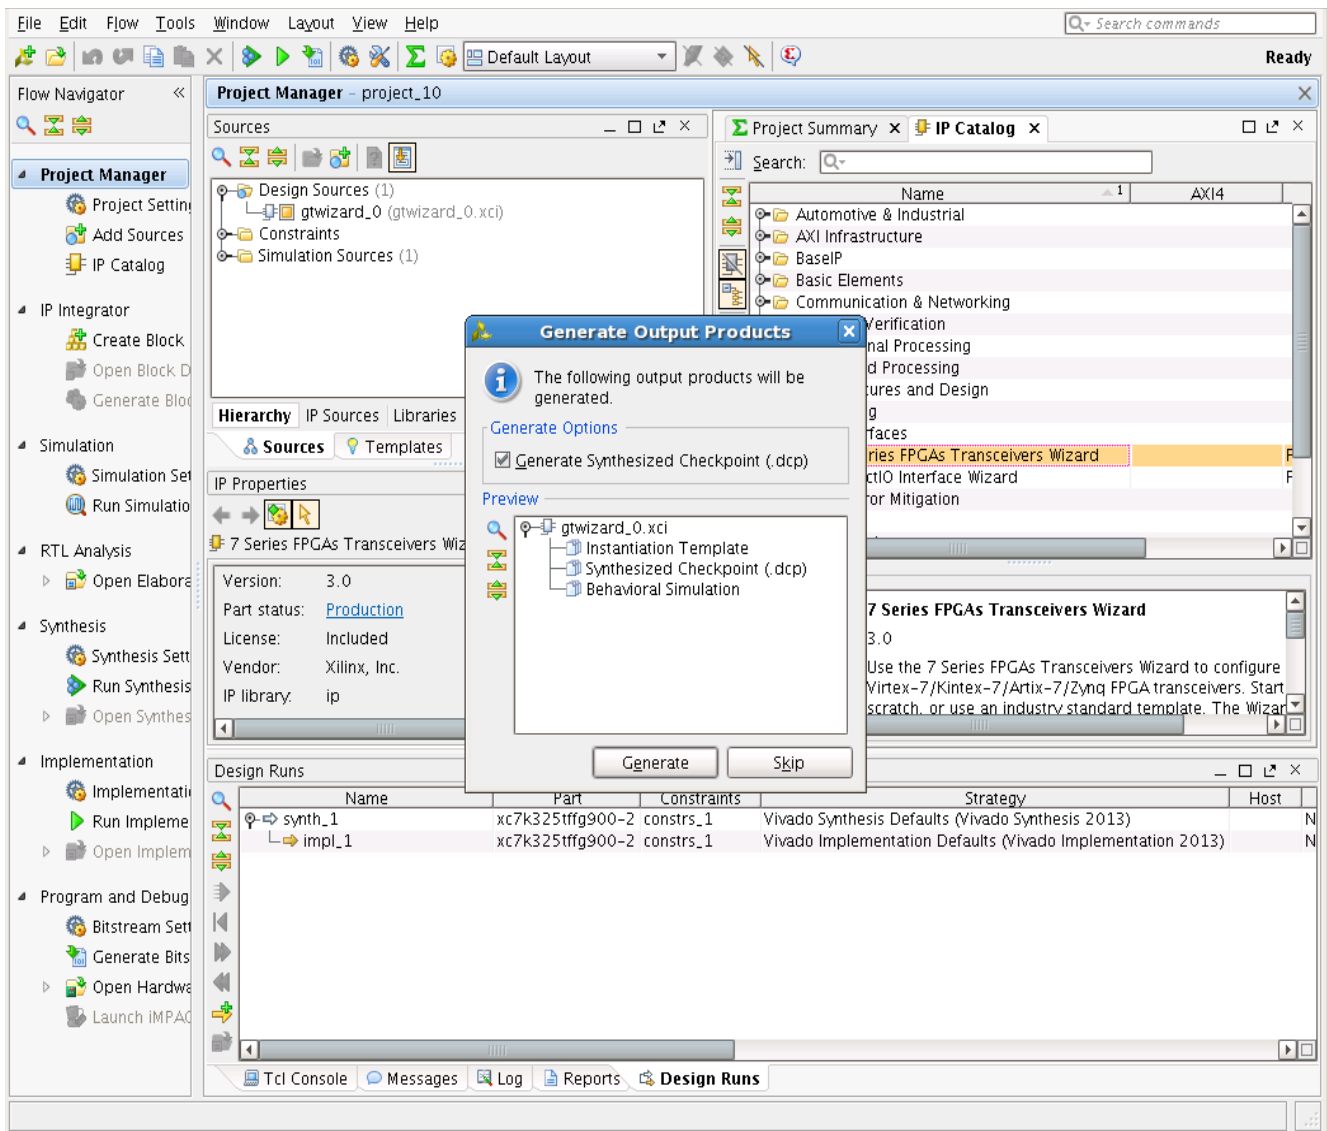 File Edit Flow Tools Window Layout View Help
Search commands
Default Layout
Ready
Flow Navigator
Project Manager - project_10
Sources
Project Summary
IP Catalog
Search:
Project Manager
Project Settin
Add Sources
IP Catalog
IP Integrator
Create Block
Open Block D
Generate Bloc
Simulation
Simulation Set
Run Simulatio
RTL Analysis
Open Elabora
Synthesis
Synthesis Sett
Run Synthesis
Open Synthes
Implementation
Implementati
Run Impleme
Open Implem
Program and Debug
Bitstream Sett
Generate Bits
Open Hardwa
Launch iMPAC
Design Sources (1)
gtwizard_0 (gtwizard_0.xci)
Constraints
Simulation Sources (1)
Hierarchy IP Sources Libraries
Sources Templates
Name 1 AXI4
Automotive & Industrial
AXI Infrastructure
BaseIP
Basic Elements
Communication & Networking
Verification
nal Processing
d Processing
ures and Design
g
faces
ries FPGAs Transceivers Wizard
ctIO Interface Wizard
or Mitigation
Generate Output Products
The following output products will be
generated.
Generate Options
Generate Synthesized Checkpoint (.dcp)
Preview
gtwizard_0.xci
Instantiation Template
Synthesized Checkpoint (.dcp)
Behavioral Simulation
Generate Skip
IP Properties
7 Series FPGAs Transceivers Wiz
Version: 3.0
Part status: Production
License: Included
Vendor: Xilinx, Inc.
IP library: ip
7 Series FPGAs Transceivers Wizard
3.0
Use the 7 Series FPGAs Transceivers Wizard to configure
Virtex-7/Kintex-7/Artix-7/Zynq FPGA transceivers. Start
scratch, or use an industry standard template. The Wizar
Design Runs
Name Part Constraints Strategy Host
synth_1 xc7k325tffg900-2 constrs_1 Vivado Synthesis Defaults (Vivado Synthesis 2013) N
impl_1 xc7k325tffg900-2 constrs_1 Vivado Implementation Defaults (Vivado Implementation 2013) N
Tcl Console Messages Log Reports Design Runs